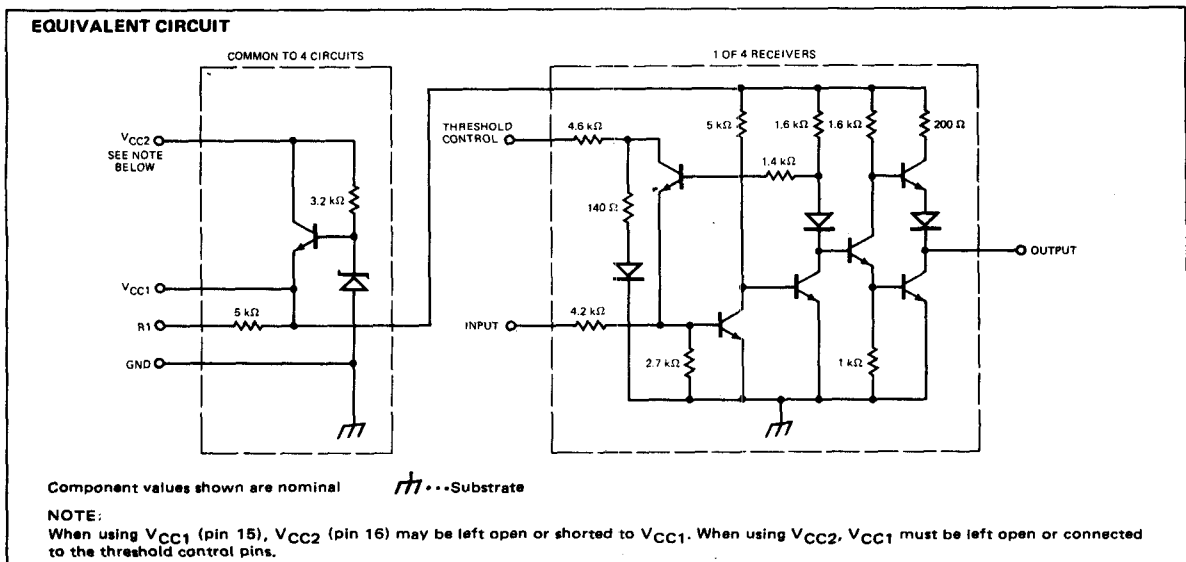 EQUIVALENT CIRCUIT
COMMON TO 4 CIRCUITS
1 OF 4 RECEIVERS
VCC2
SEE NOTE
BELOW
3.2 kΩ
VCC1
R1
5 kΩ
GND
THRESHOLD
CONTROL
4.6 kΩ
5 kΩ
1.6 kΩ
1.6 kΩ
200 Ω
1.4 kΩ
140 Ω
OUTPUT
INPUT
4.2 kΩ
2.7 kΩ
1 kΩ
Component values shown are nominal
...Substrate
NOTE:
When using VCC1 (pin 15), VCC2 (pin 16) may be left open or shorted to VCC1. When using VCC2, VCC1 must be left open or connected
to the threshold control pins.